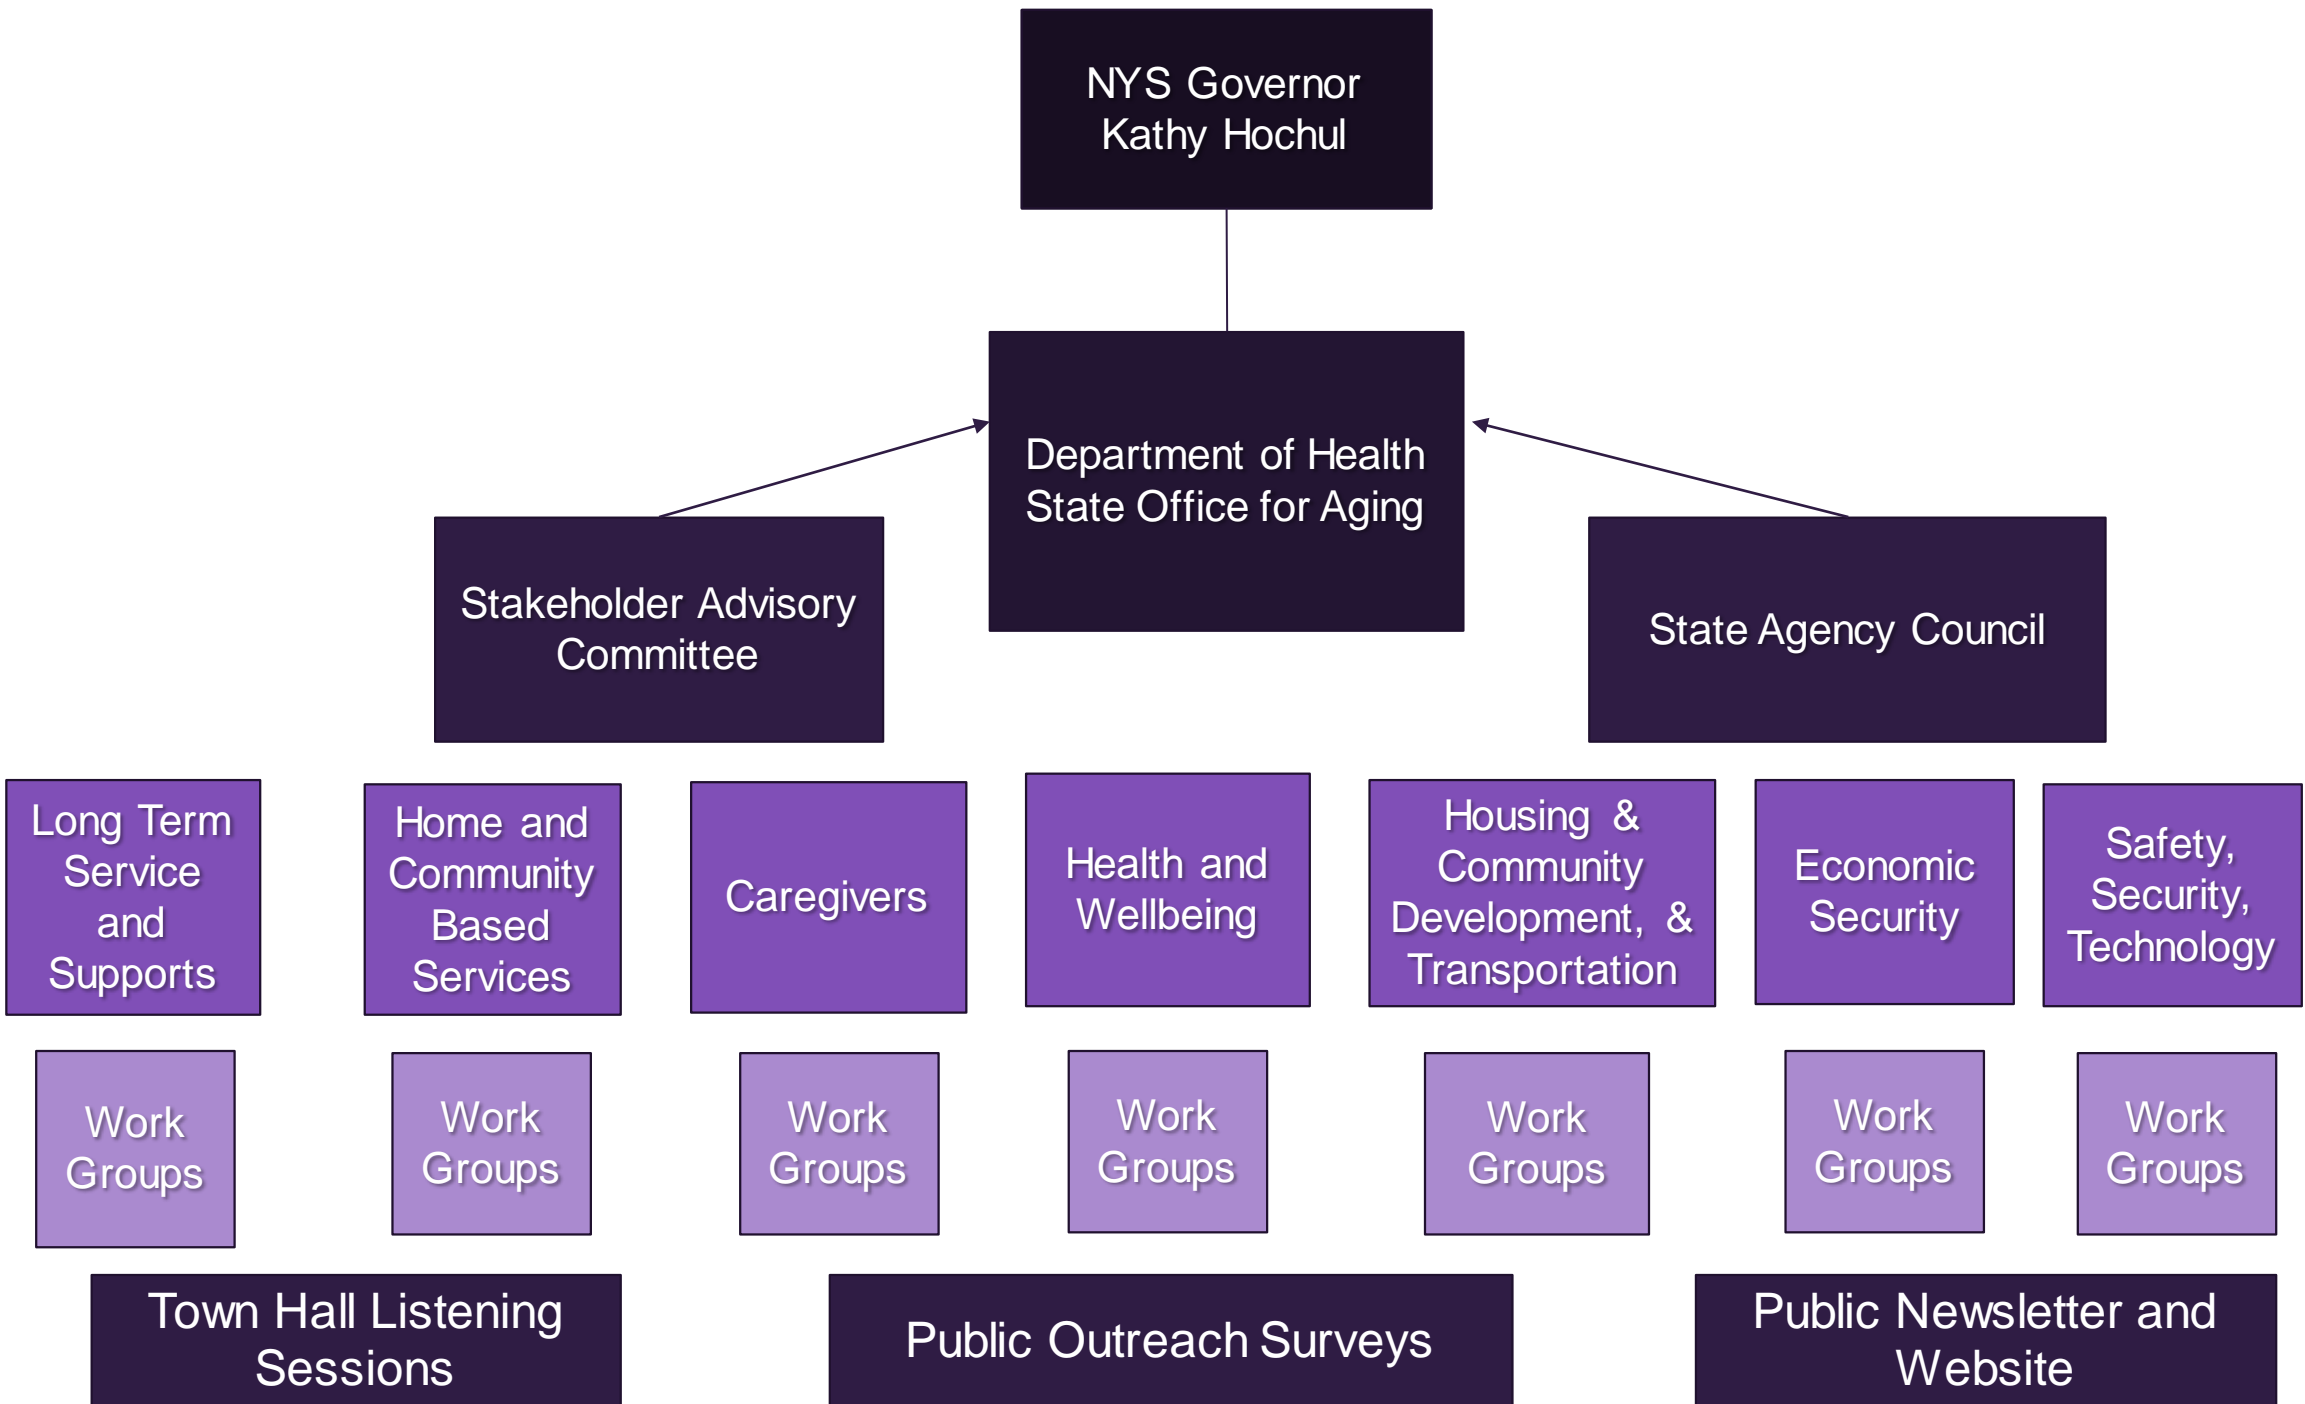 NYS Governor
Kathy Hochul
Department of Health
State Office for Aging
Stakeholder Advisory
Committee
State Agency Council
Long Term
Service
and
Supports
Home and
Community
Based
Services
Caregivers
Health and
Wellbeing
Housing &
Community
Development, &
Transportation
Economic
Security
Safety,
Security,
Technology
Work
Groups
Work
Groups
Work
Groups
Work
Groups
Work
Groups
Work
Groups
Work
Groups
Town Hall Listening
Sessions
Public Outreach Surveys
Public Newsletter and
Website